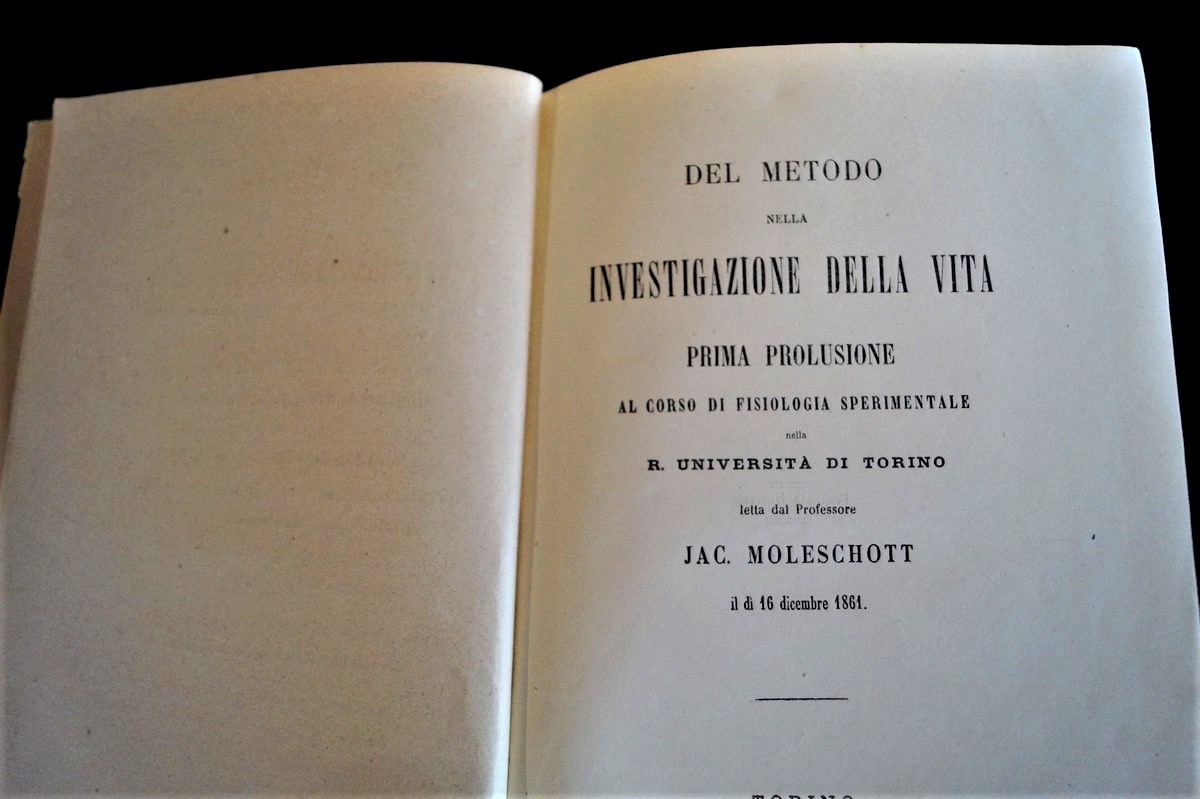 DEL METODO
NELLA
INVESTIGAZIONE DELLA VITA
PRIMA PROLUSIONE
AL CORSO DI FISIOLOGIA SPERIMENTALE
nella
R. UNIVERSITÀ DI TORINO
letta dal Professore
JAC. MOLESCHOTT
il dì 16 dicembre 1861.
TORINO